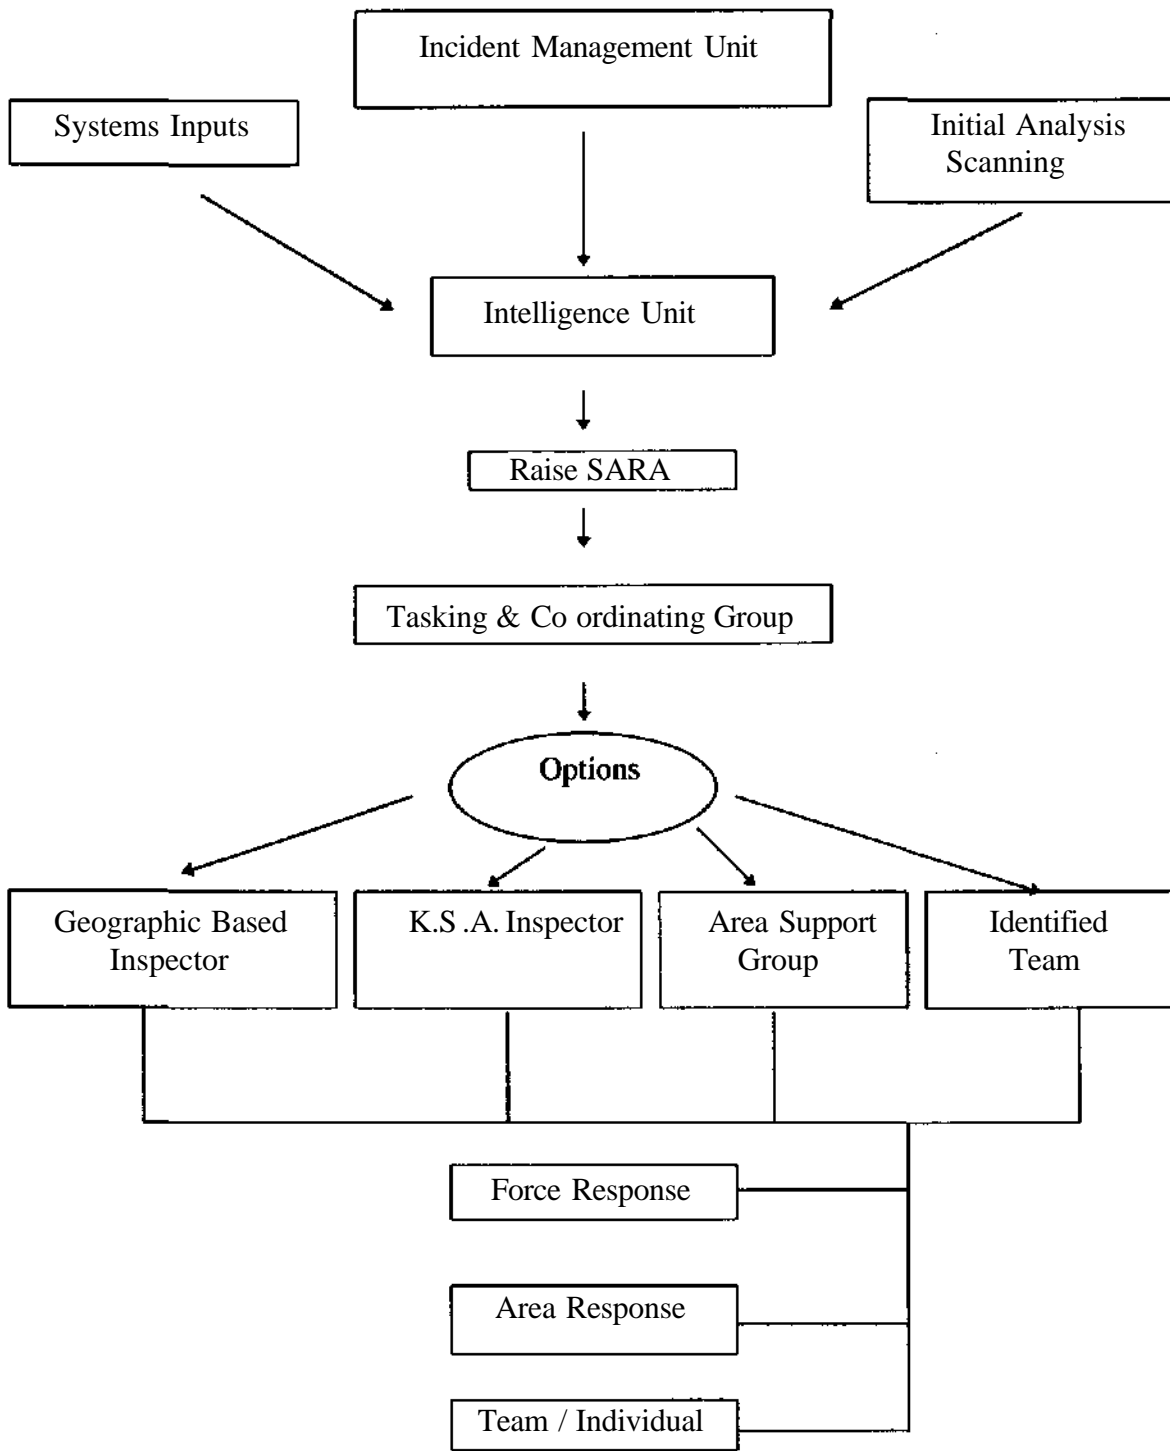 Incident Management Unit
Systems Inputs
Initial Analysis
Scanning
Intelligence Unit
Raise SARA
Tasking & Co ordinating Group
Options
Geographic Based
Inspector
K.S .A. Inspector
Area Support
Group
Identified
Team
Force Response
Area Response
Team / Individual